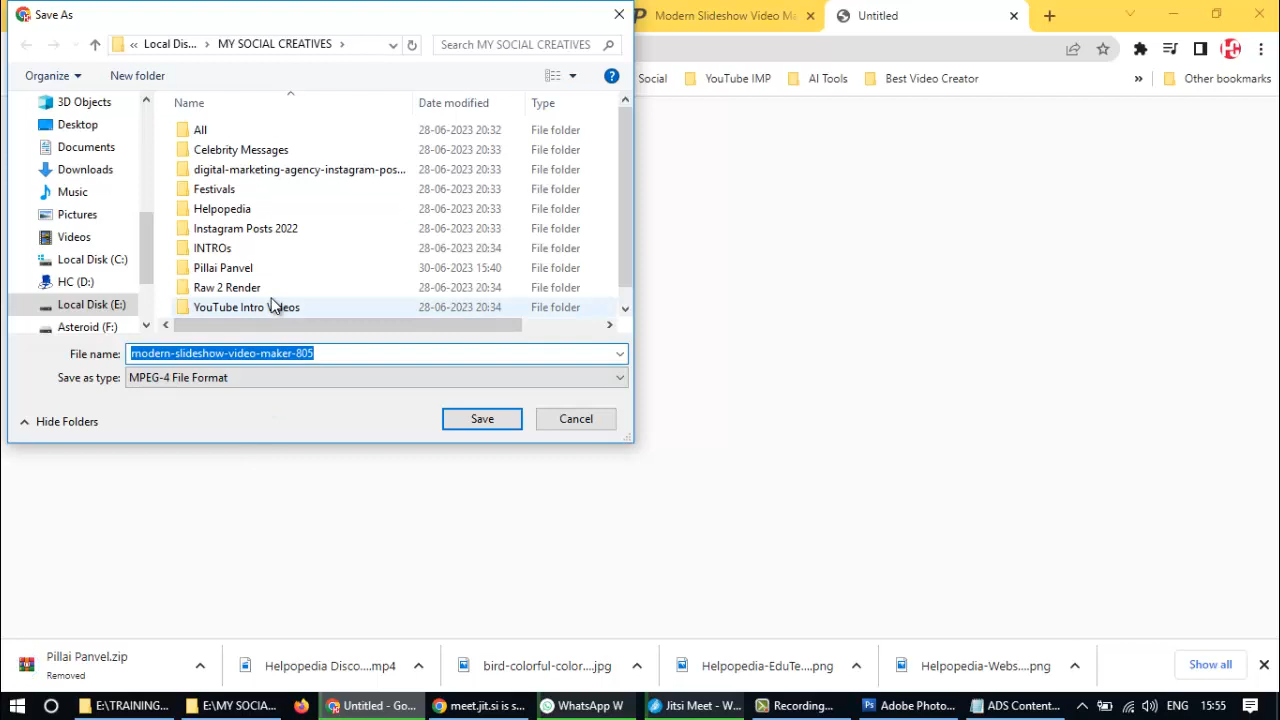 Save As
Modern Slideshow Video Ma
Untitled
Local Dis...
MY SOCIAL CREATIVES
Search MY SOCIAL CREATIVES
Organize
New folder
Social
YouTube IMP
AI Tools
Best Video Creator
Other bookmarks
Name
Date modified
Type
3D Objects
Desktop
Documents
Downloads
Music
Pictures
Videos
Local Disk (C:)
HC (D:)
Local Disk (E:)
Asteroid (F:)
All 28-06-2023 20:32 File folder
Celebrity Messages 28-06-2023 20:33 File folder
digital-marketing-agency-instagram-pos... 28-06-2023 20:33 File folder
Festivals 28-06-2023 20:33 File folder
Helpopedia 28-06-2023 20:33 File folder
Instagram Posts 2022 28-06-2023 20:33 File folder
INTROs 28-06-2023 20:34 File folder
Pillai Panvel 30-06-2023 15:40 File folder
Raw 2 Render 28-06-2023 20:34 File folder
YouTube Intro Videos 28-06-2023 20:34 File folder
File name: modern-slideshow-video-maker-805
Save as type: MPEG-4 File Format
Hide Folders
Save
Cancel
Pillai Panvel.zip
Removed
Helpopedia Disco....mp4
bird-colorful-color....jpg
Helpopedia-EduTe....png
Helpopedia-Webs....png
Show all
E:\TRAINING...
E:\MY SOCIA...
Untitled - Go...
meet.jit.si is s...
WhatsApp W
Jitsi Meet - W...
Recording...
Adobe Photo...
ADS Content...
ENG
15:55